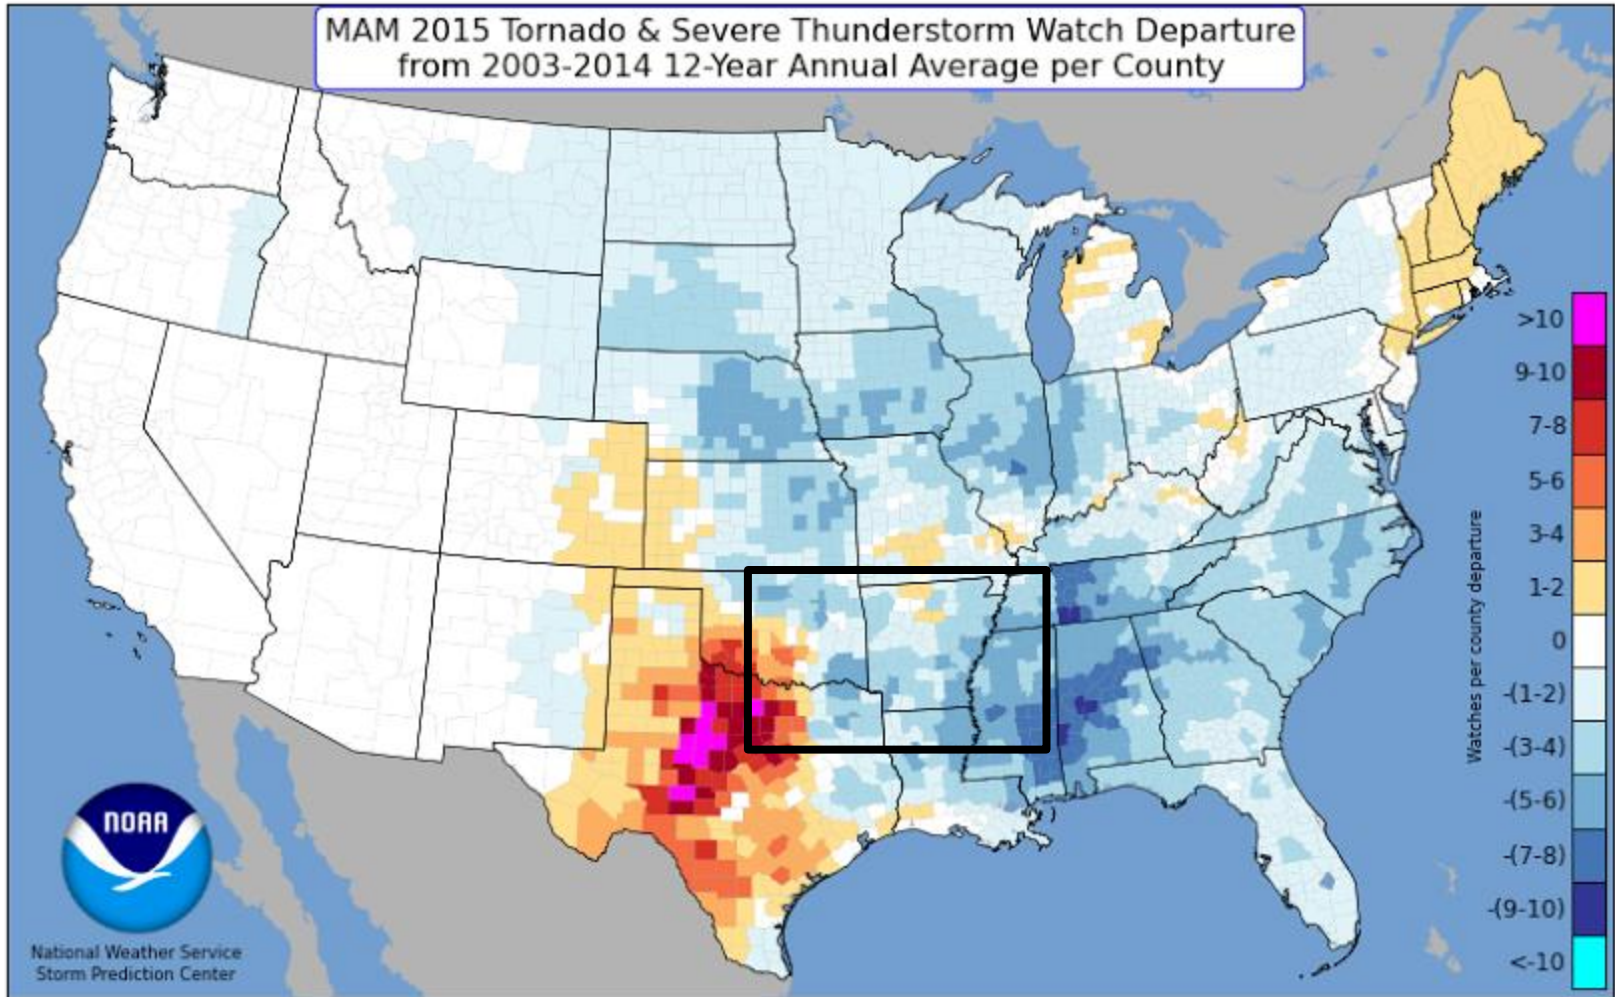 MAM 2015 Tornado & Severe Thunderstorm Watch Departure
from 2003-2014 12-Year Annual Average per County
>10
9-10
7-8
5-6
3-4
1-2
0
-(1-2)
-(3-4)
-(5-6)
-(7-8)
-(9-10)
<-10
Watches per county departure
NOAA
National Weather Service
Storm Prediction Center